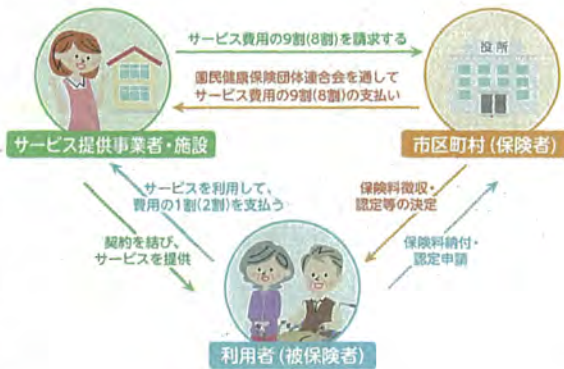 サービス費用の9割(8割)を請求する
役所
国民健康保険団体連合会を通して
サービス費用の9割(8割)の支払い
サービス提供事業者・施設
市区町村(保険者)
サービスを利用して、
費用の1割(2割)を支払う
保険料徴収・
認定等の決定
契約を結び、
サービスを提供
保険料納付・
認定申請
利用者(被保険者)